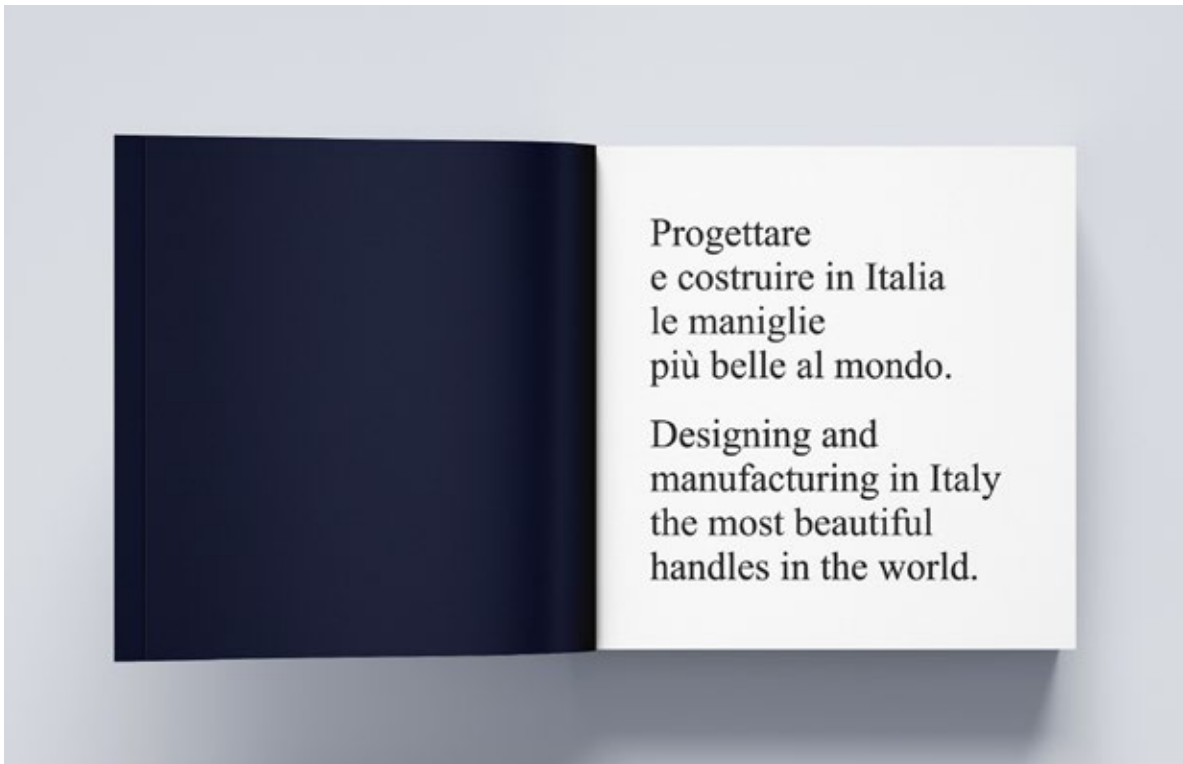 Progettare
e costruire in Italia
le maniglie
più belle al mondo.
Designing and
manufacturing in Italy
the most beautiful
handles in the world.